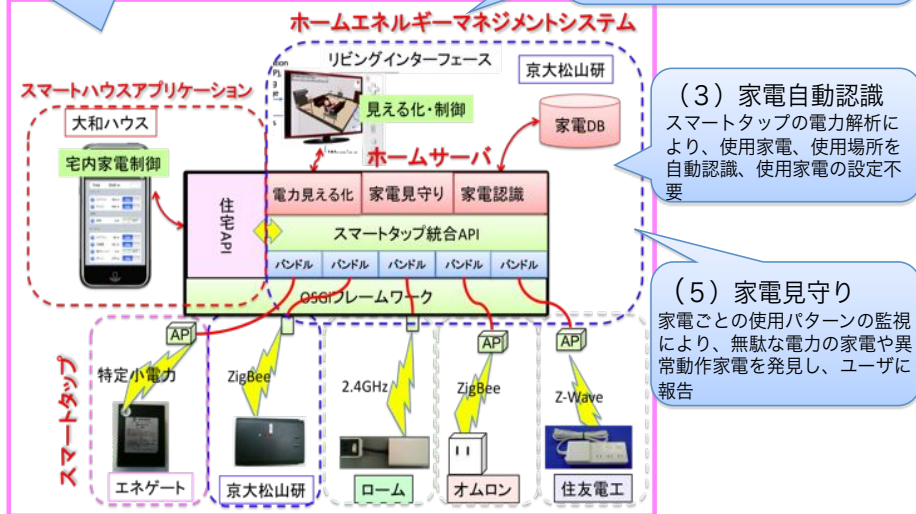 ホームエネルギーマネジメントシステム
リビングインターフェース
京大松山研
見える化・制御
家電DB
スマートハウスアプリケーション
大和ハウス
宅内家電制御
ホームサーバ
住宅API
電力見える化
家電見守り
家電認識
スマートタップ統合API
バンドル
バンドル
バンドル
バンドル
バンドル
OSGiフレームワーク
（3）家電自動認識
スマートタップの電力解析に
より、使用家電、使用場所を
自動認識、使用家電の設定不
要
（5）家電見守り
家電ごとの使用パターンの監視
により、無駄な電力の家電や異
常動作家電を発見し、ユーザに
報告
スマートタップ
AP
AP
AP
特定小電力
ZigBee
2.4GHz
ZigBee
Z-Wave
エネゲート
京大松山研
ローム
オムロン
住友電工